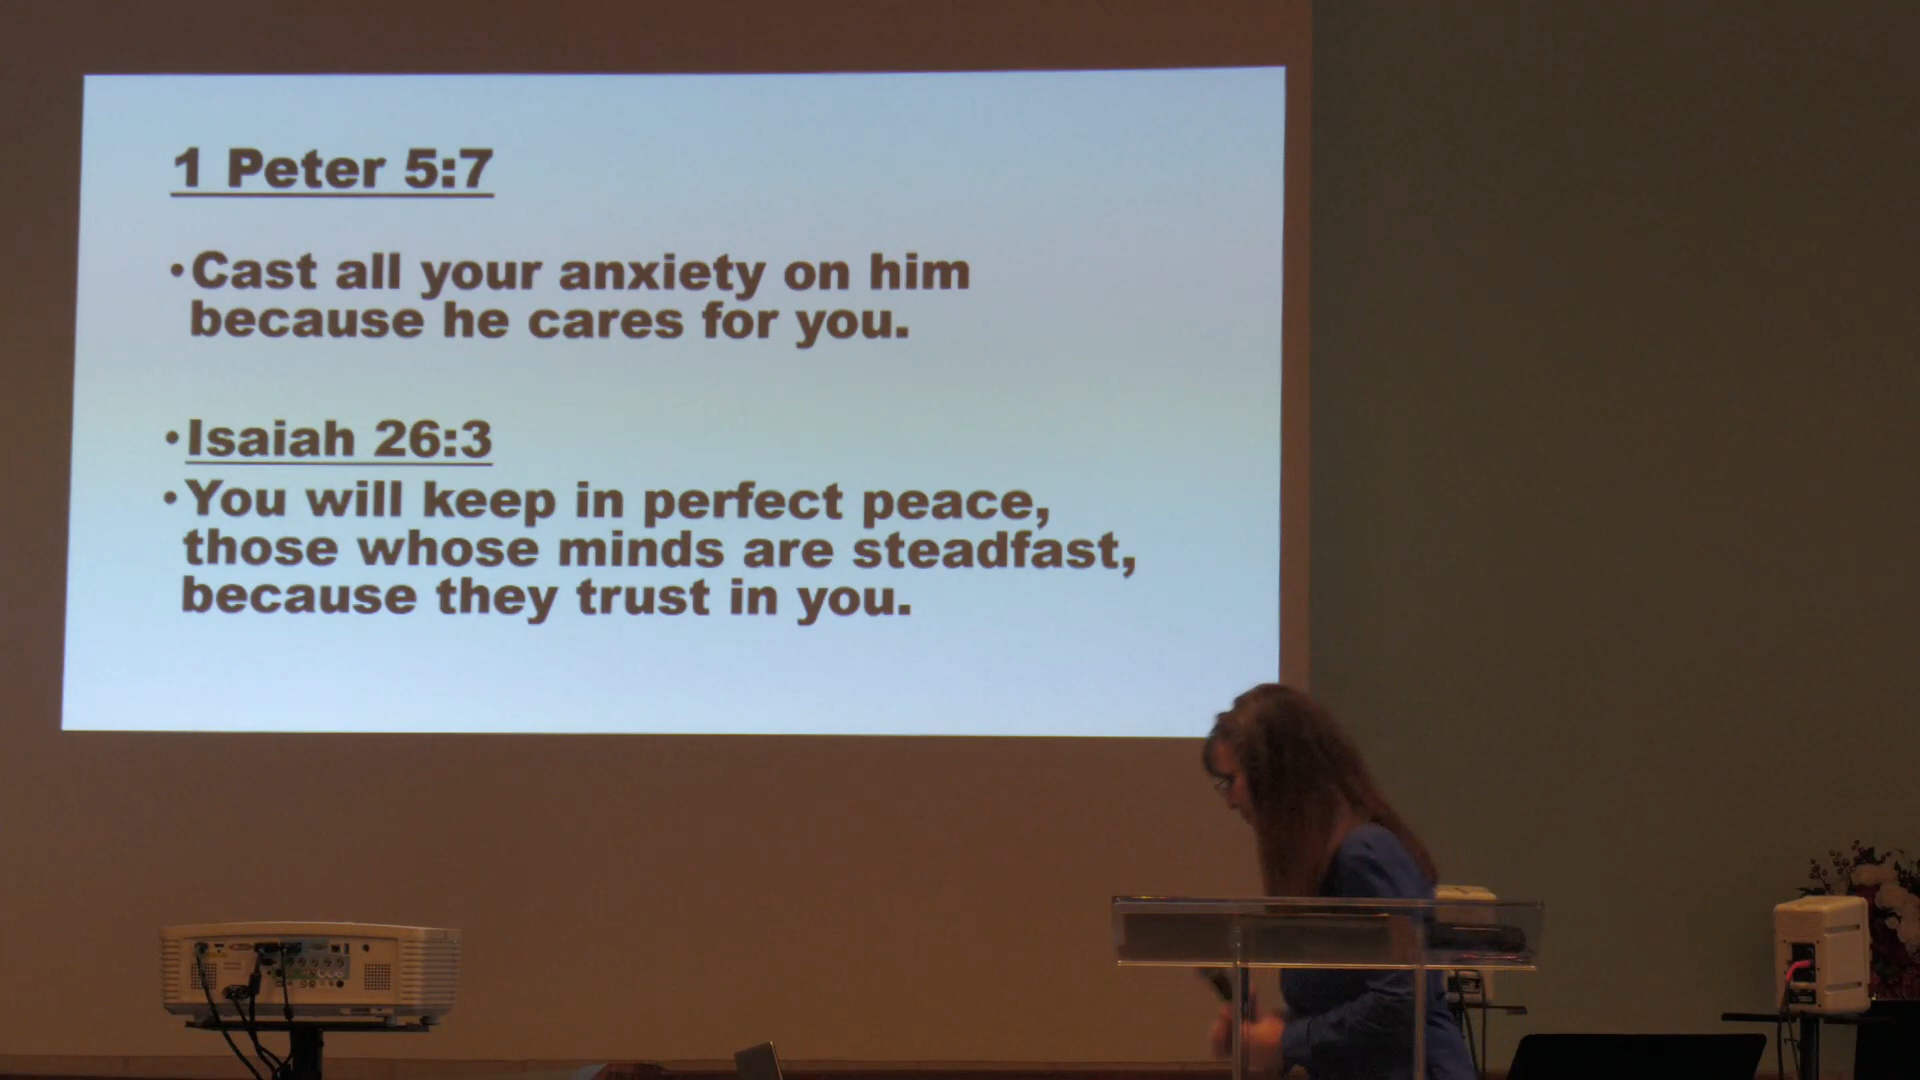 1 Peter 5:7
•Cast all your anxiety on him
because he cares for you.
•Isaiah 26:3
•You will keep in perfect peace,
those whose minds are steadfast,
because they trust in you.